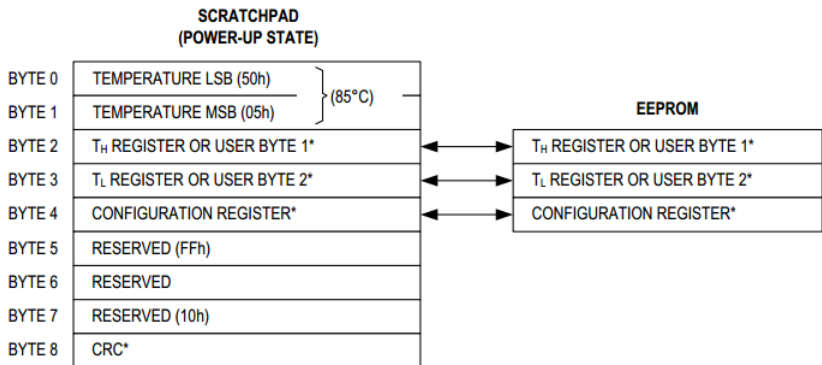 SCRATCHPAD
(POWER-UP STATE)
BYTE 0 TEMPERATURE LSB (50h)
(85°C)
BYTE 1 TEMPERATURE MSB (05h)
EEPROM
BYTE 2 TH REGISTER OR USER BYTE 1* TH REGISTER OR USER BYTE 1*
BYTE 3 TL REGISTER OR USER BYTE 2* TL REGISTER OR USER BYTE 2*
BYTE 4 CONFIGURATION REGISTER* CONFIGURATION REGISTER*
BYTE 5 RESERVED (FFh)
BYTE 6 RESERVED
BYTE 7 RESERVED (10h)
BYTE 8 CRC*